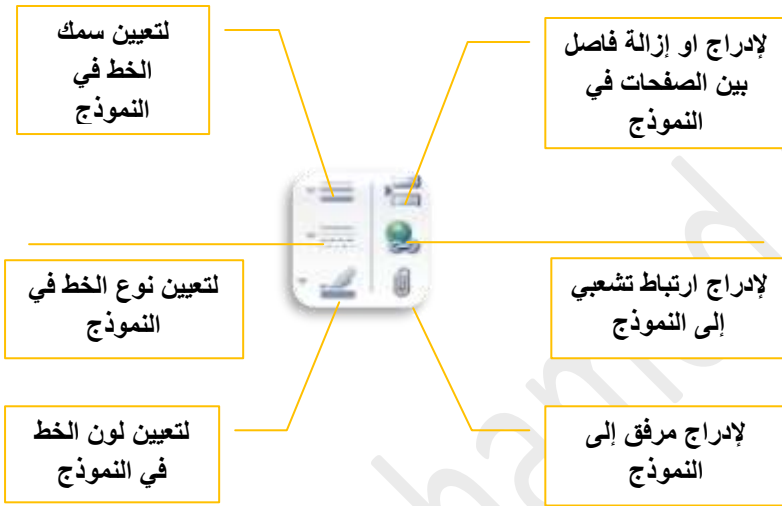 لإدراج او إزالة فاصل
بين الصفحات في
النموذج
لتعيين سمك
الخط في
النموذج
لإدراج ارتباط تشعبي
إلى النموذج
لتعيين نوع الخط في
النموذج
لإدراج مرفق إلى
النموذج
لتعيين لون الخط
في النموذج